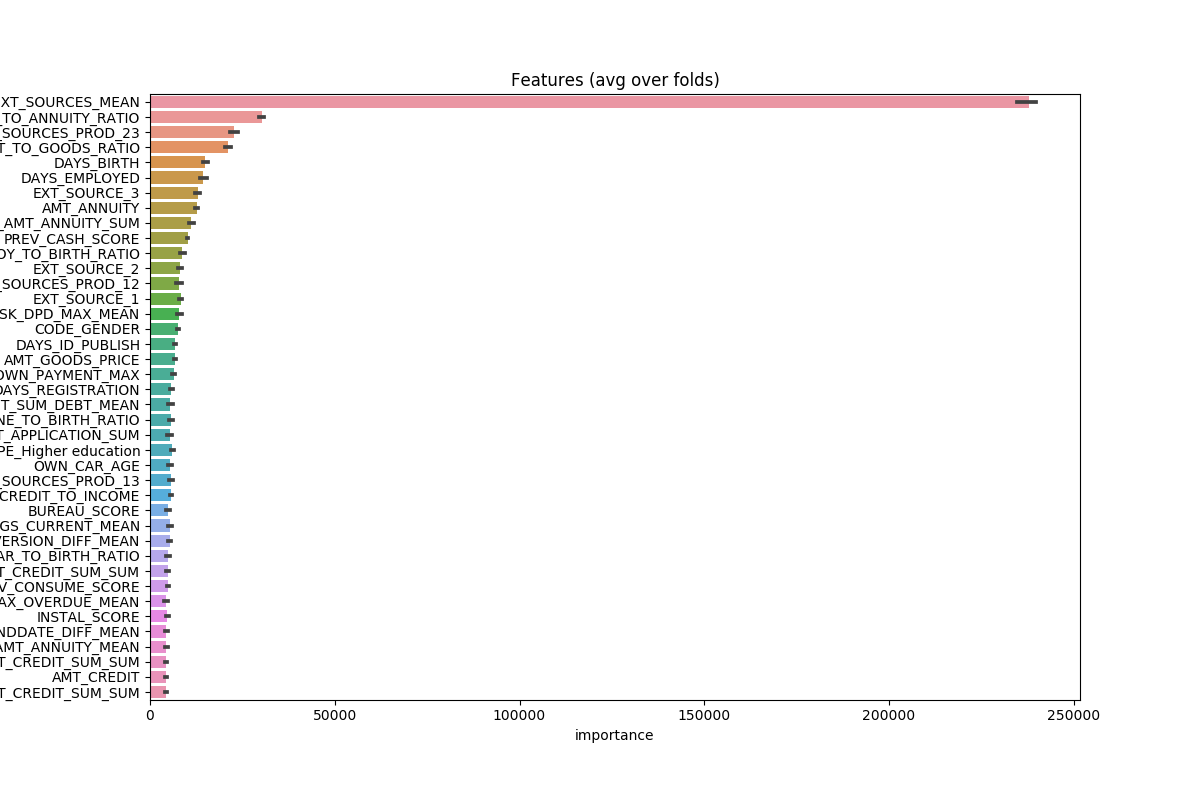 Features (avg over folds)
XT_SOURCES_MEAN
TO_ANNUITY_RATIO
SOURCES_PROD_23
T_TO_GOODS_RATIO
DAYS_BIRTH
DAYS_EMPLOYED
EXT_SOURCE_3
AMT_ANNUITY
AMT_ANNUITY_SUM
PREV_CASH_SCORE
OY_TO_BIRTH_RATIO
EXT_SOURCE_2
SOURCES_PROD_12
EXT_SOURCE_1
SK_DPD_MAX_MEAN
CODE_GENDER
DAYS_ID_PUBLISH
AMT_GOODS_PRICE
OWN_PAYMENT_MAX
DAYS_REGISTRATION
T_SUM_DEBT_MEAN
NE_TO_BIRTH_RATIO
T_APPLICATION_SUM
PE_Higher education
OWN_CAR_AGE
SOURCES_PROD_13
CREDIT_TO_INCOME
BUREAU_SCORE
GS_CURRENT_MEAN
VERSION_DIFF_MEAN
AR_TO_BIRTH_RATIO
T_CREDIT_SUM_SUM
V_CONSUME_SCORE
AX_OVERDUE_MEAN
INSTAL_SCORE
NDDATE_DIFF_MEAN
AMT_ANNUITY_MEAN
T_CREDIT_SUM_SUM
AMT_CREDIT
T_CREDIT_SUM_SUM
0 50000 100000 150000 200000 250000
importance